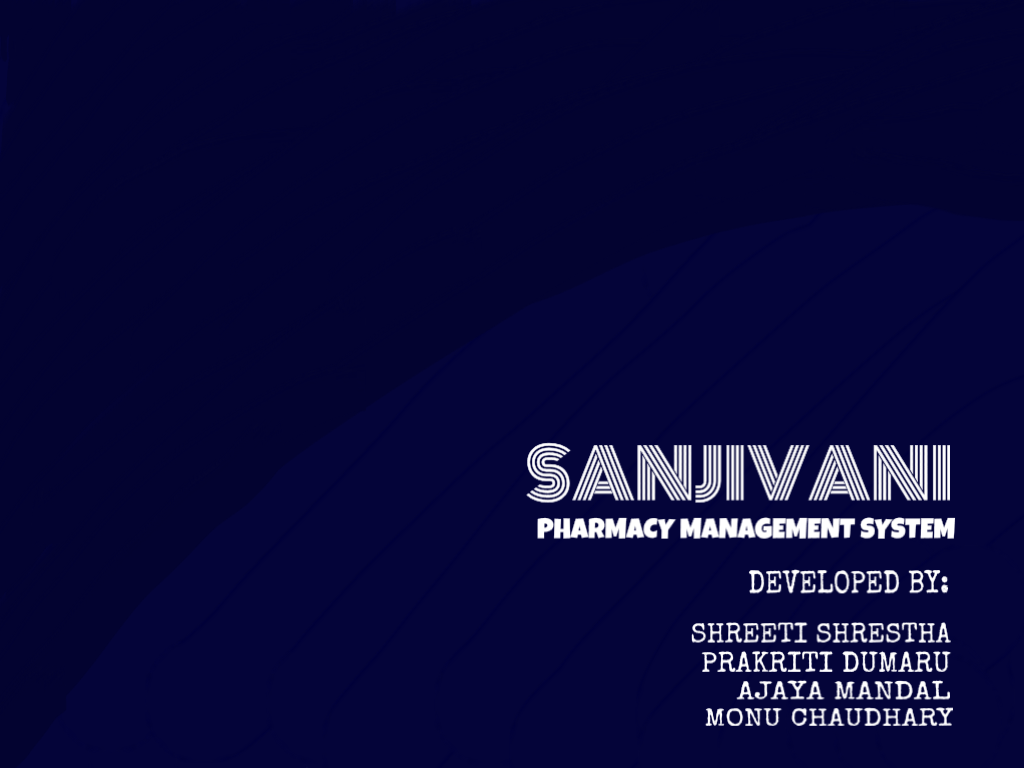 SANJIVANI
PHARMACY MANAGEMENT SYSTEM
DEVELOPED BY:
SHREETI SHRESTHA
PRAKRITI DUMARU
AJAYA MANDAL
MONU CHAUDHARY